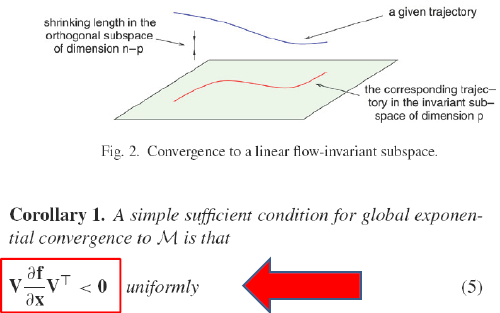 shrinking length in the
orthogonal subspace
of dimension n−p
a given trajectory
the corresponding trajec−
tory in the invariant sub−
space of dimension p
Fig. 2. Convergence to a linear flow-invariant subspace.
Corollary 1. A simple sufficient condition for global exponen-
tial convergence to ℳ is that
V ∂f/∂x V⊤ < 0 uniformly (5)